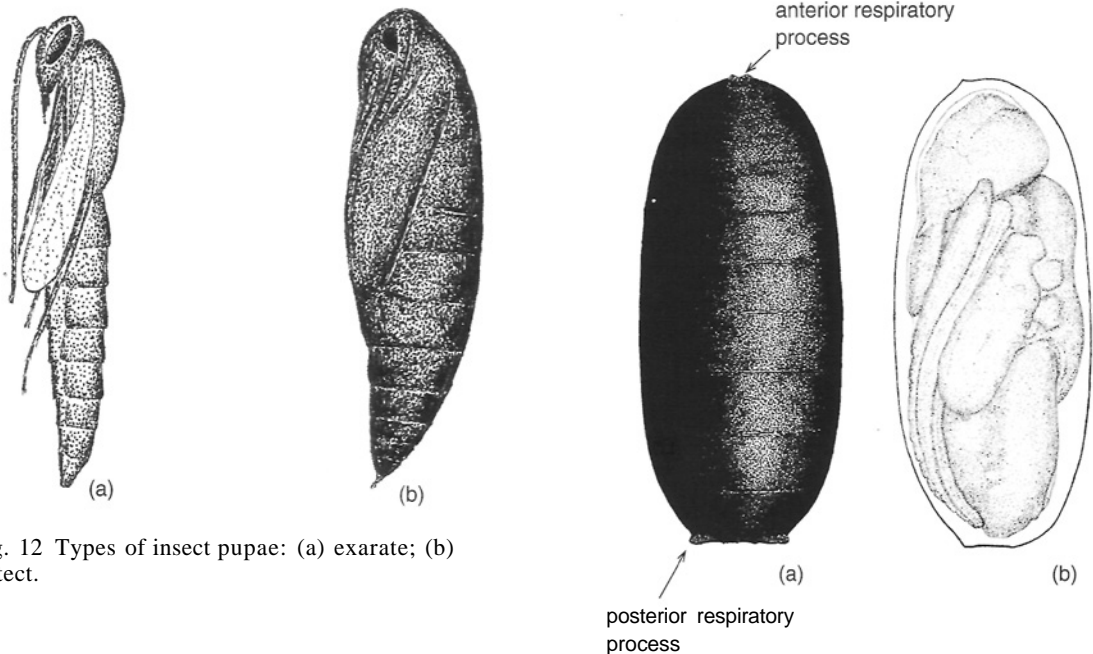 anterior respiratory
process
(a)
(b)
g. 12 Types of insect pupae: (a) exarate; (b)
tect.
(a)
(b)
posterior respiratory
process